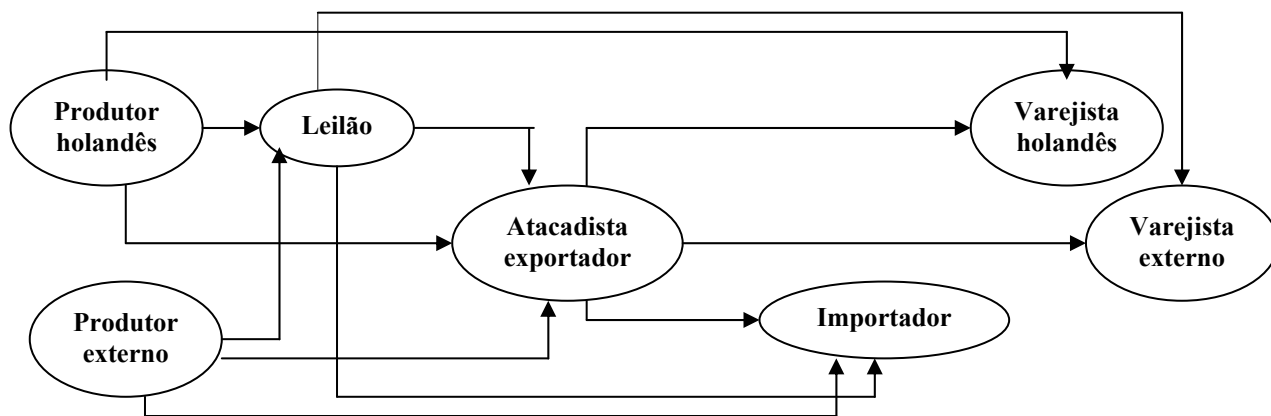 Produtor
holandês
Leilão
Varejista
holandês
Atacadista
exportador
Varejista
externo
Produtor
externo
Importador